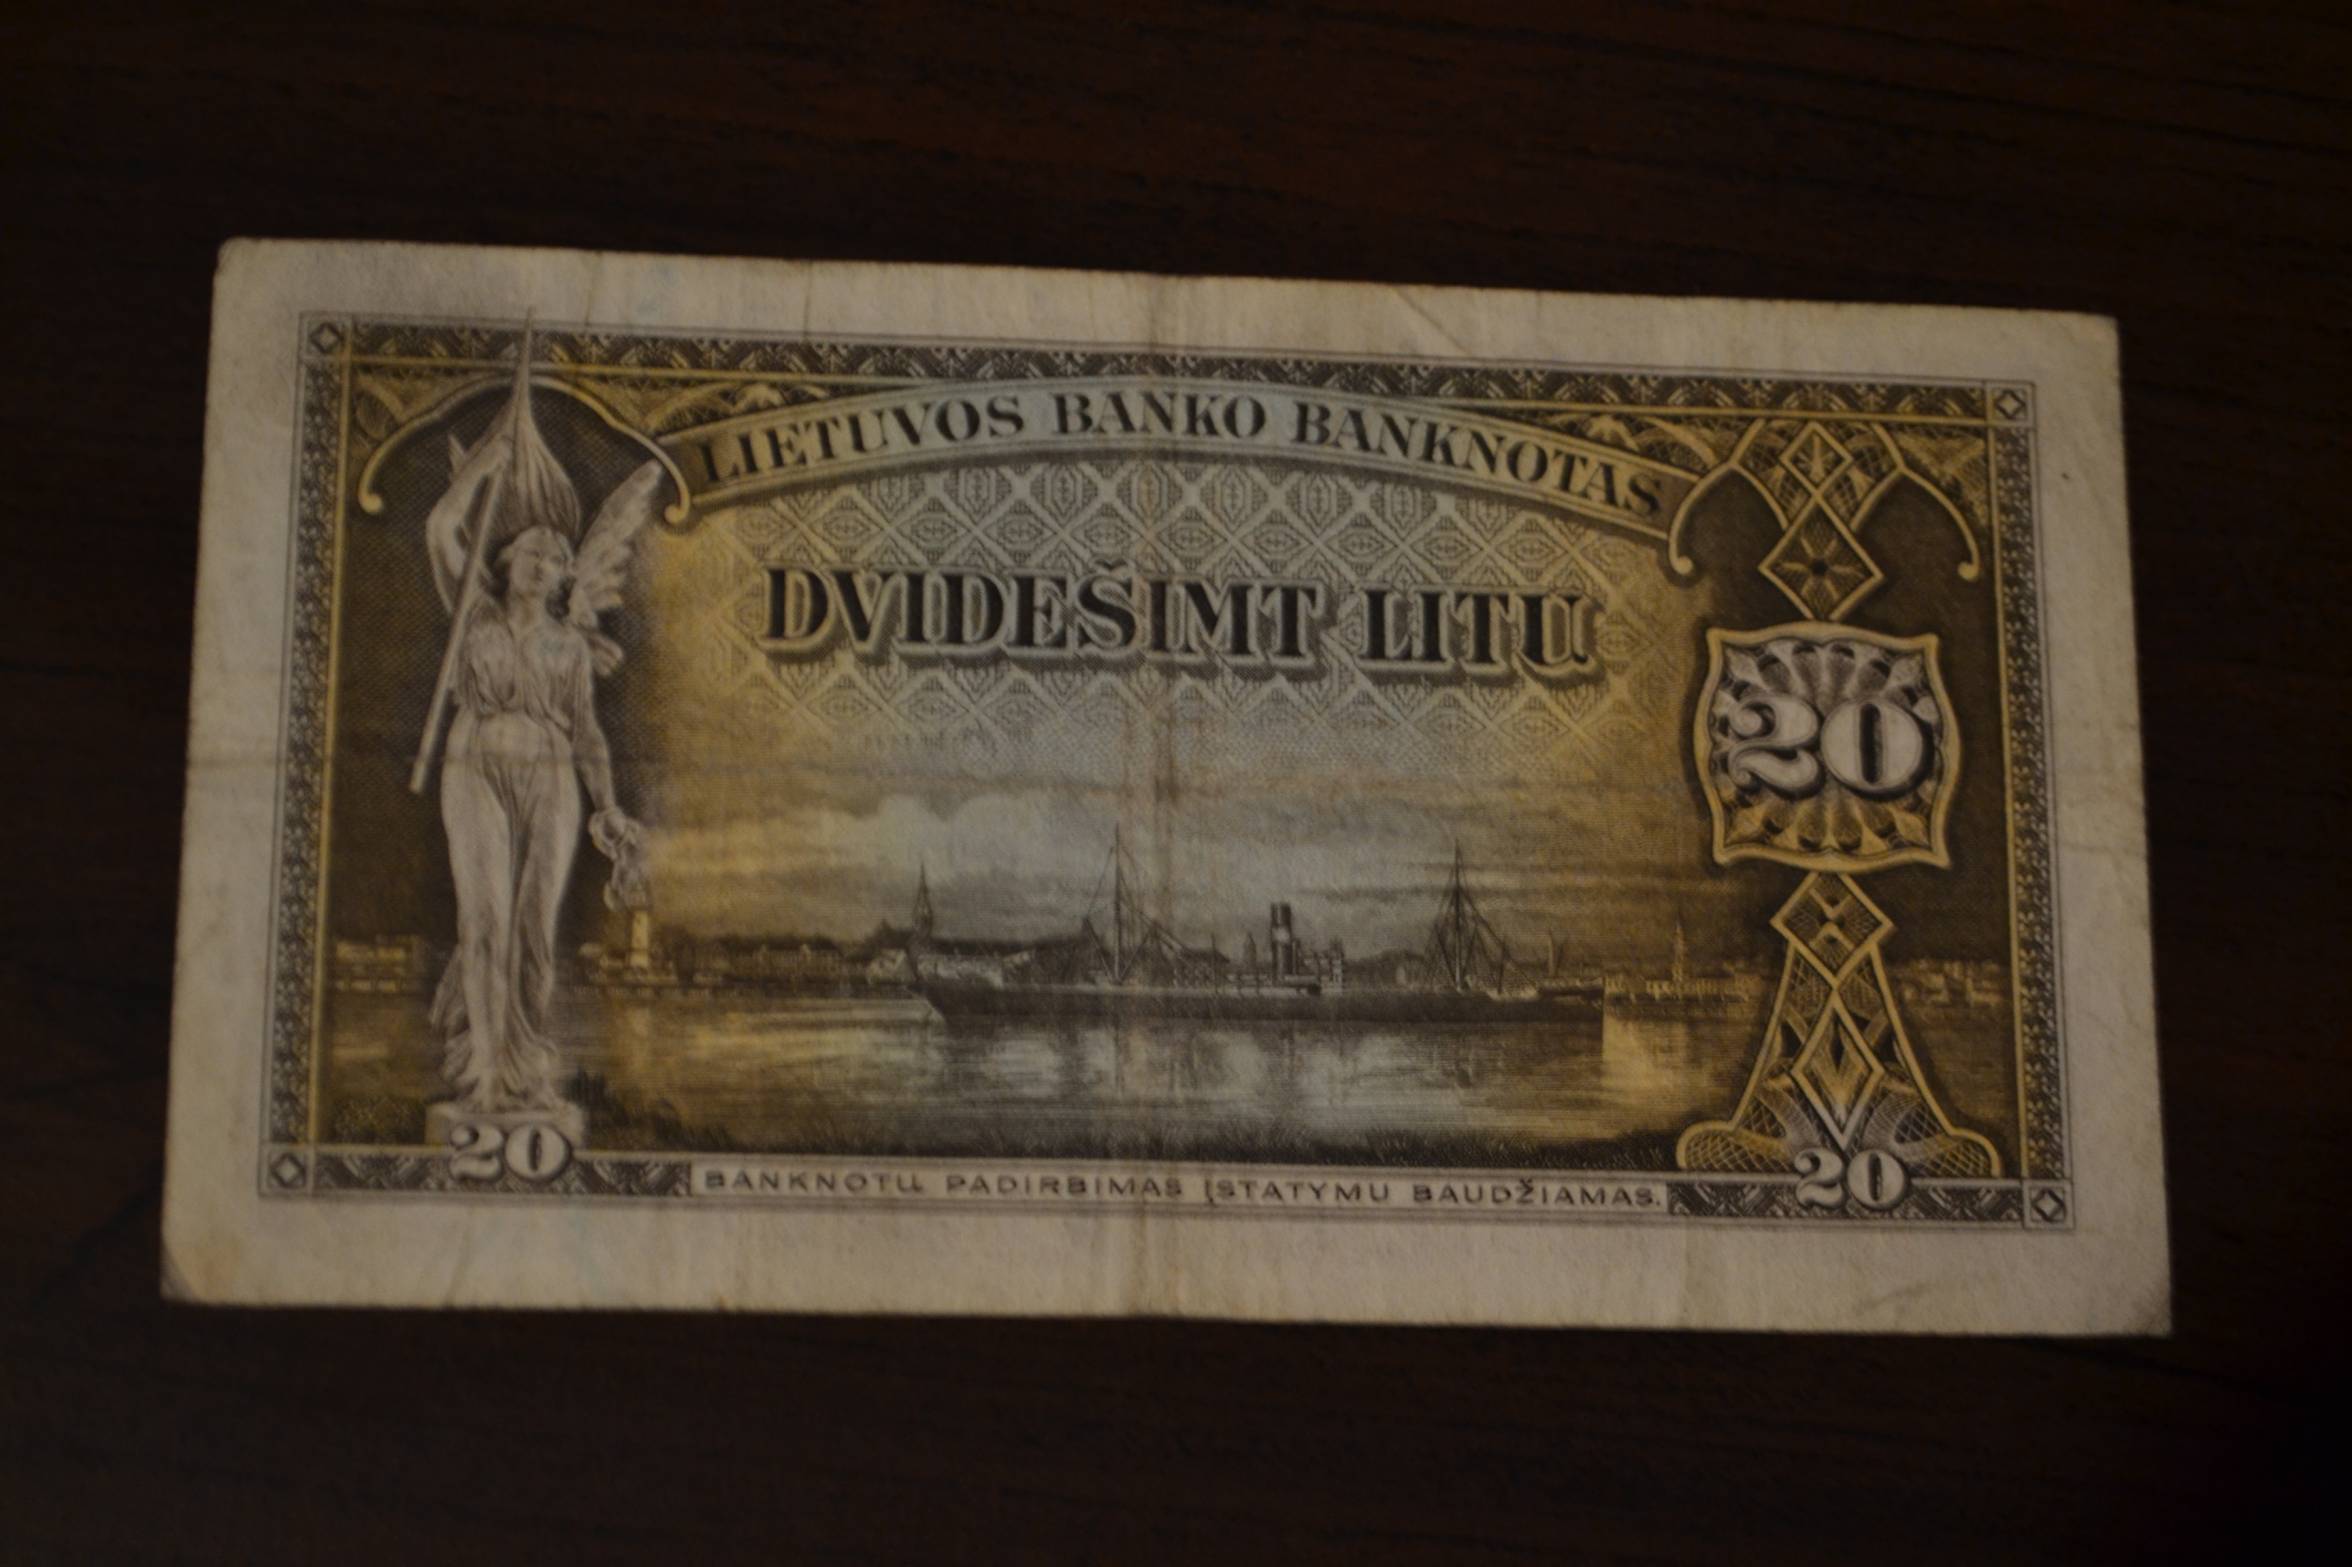 LIETUVOS BANKO BANKNOTAS
DVIDEŠIMT LITŲ
20
20
BANKNOTŲ PADIRBIMAS ĮSTATYMU BAUDŽIAMAS.
20